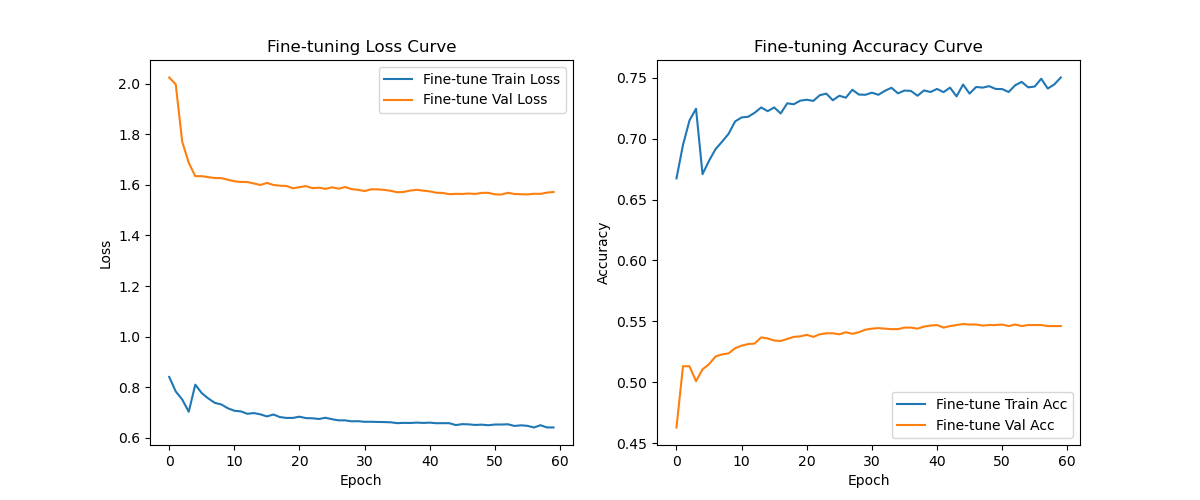 Fine-tuning Loss Curve
Loss
2.0
1.8
1.6
1.4
1.2
1.0
0.8
0.6
Fine-tune Train Loss
Fine-tune Val Loss
0 10 20 30 40 50 60
Epoch
Fine-tuning Accuracy Curve
Accuracy
0.75
0.70
0.65
0.60
0.55
0.50
0.45
Fine-tune Train Acc
Fine-tune Val Acc
0 10 20 30 40 50 60
Epoch